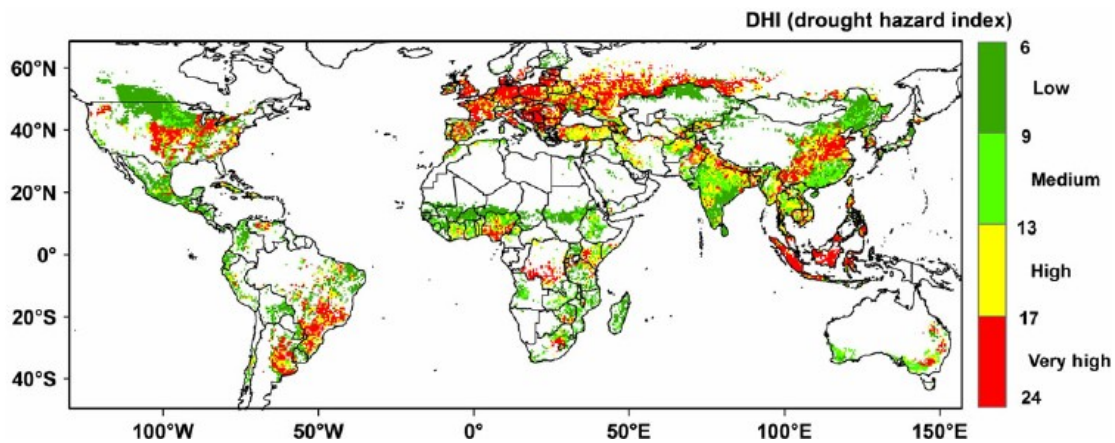 DHI (drought hazard index)
60°N
40°N
20°N
0°
20°S
40°S
100°W
50°W
0°
50°E
100°E
150°E
6
Low
9
Medium
13
High
17
Very high
24